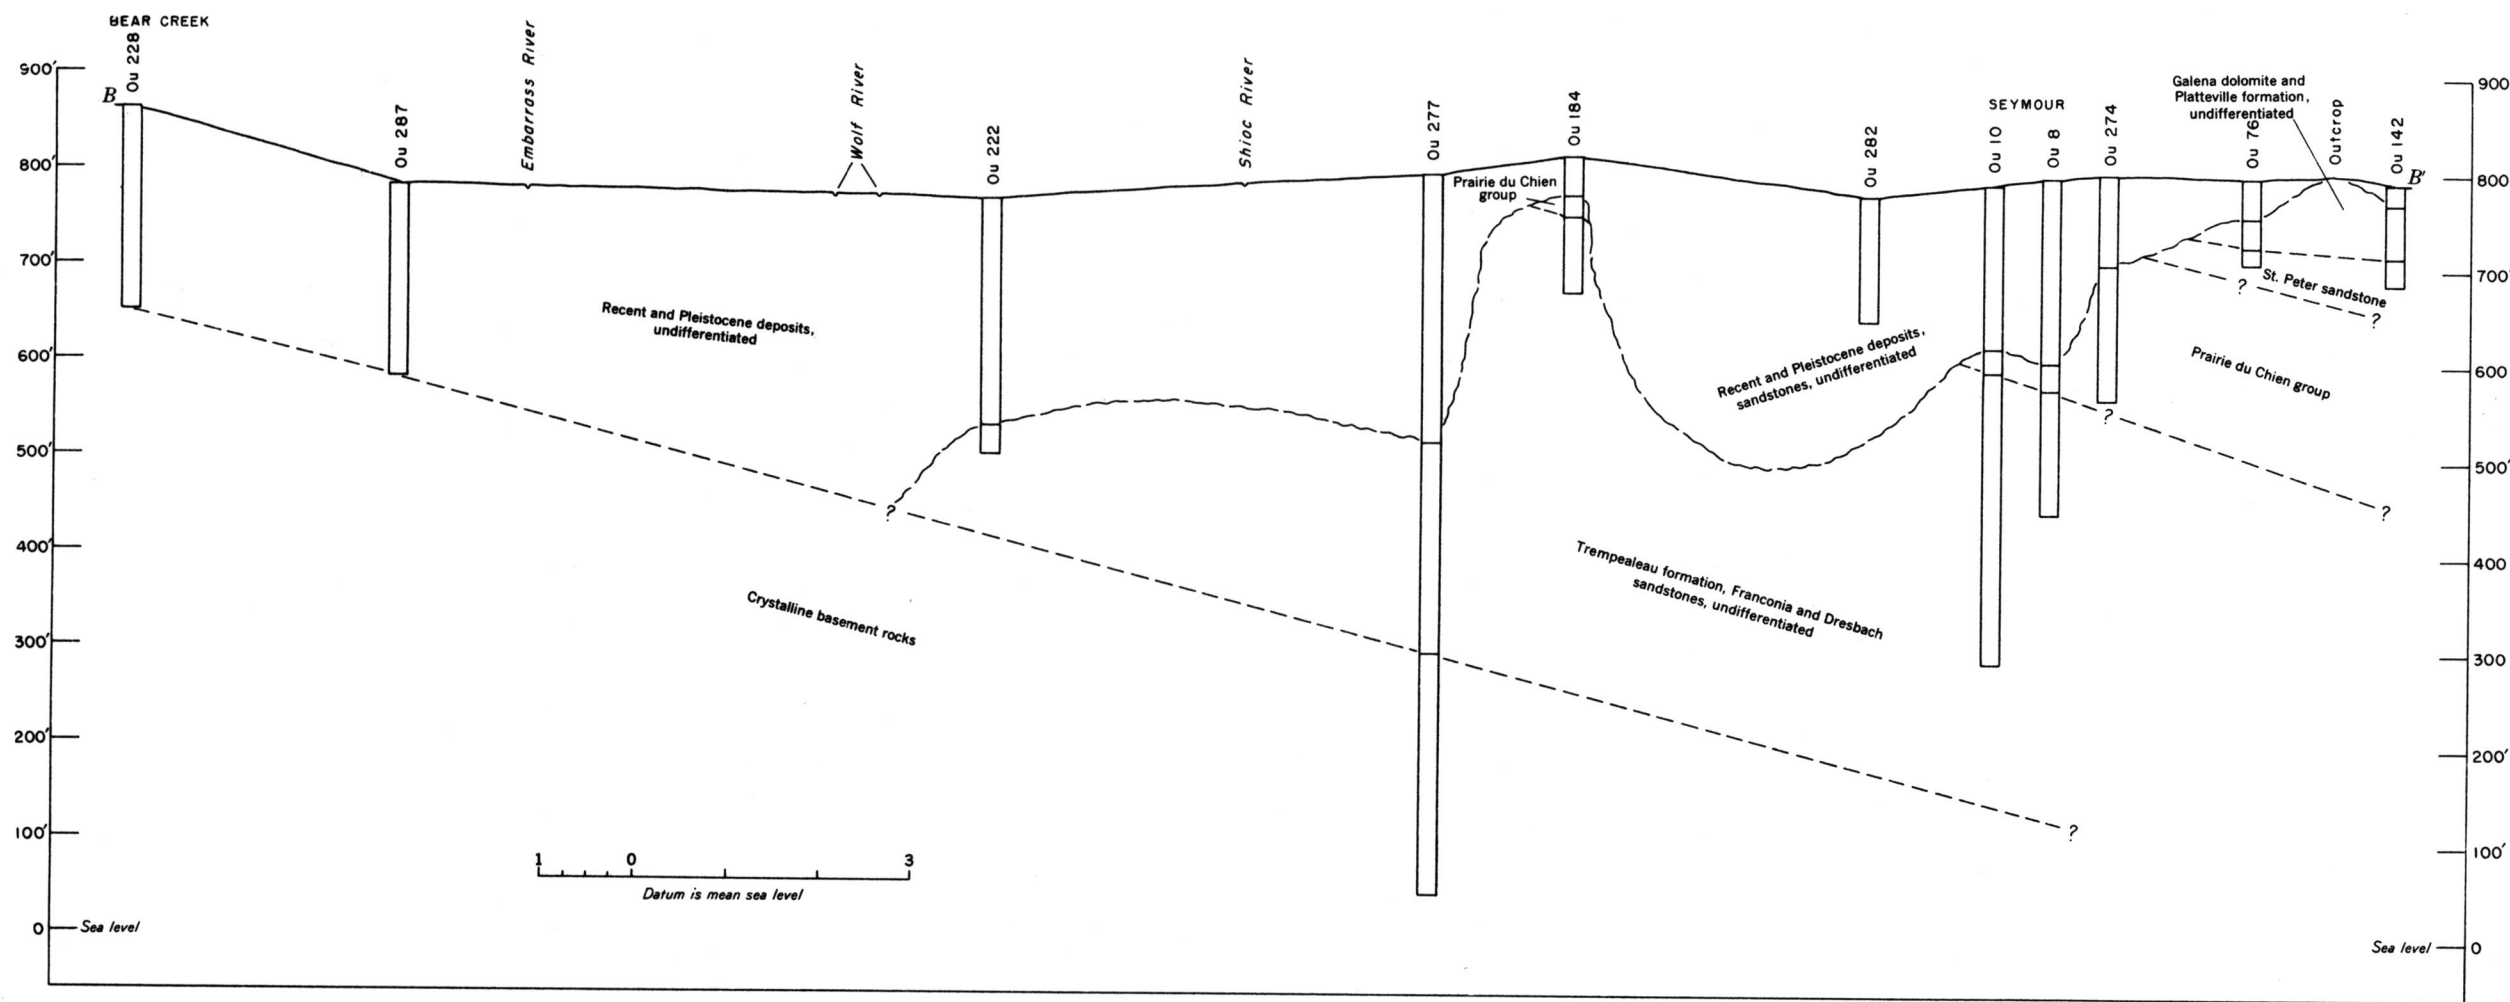 BEAR CREEK
Ou 228
B
Ou 287
Embarrass River
Wolf River
Ou 222
Shioc River
Ou 277
Ou 184
Ou 282
SEYMOUR
Ou 10
Ou 8
Ou 274
Ou 76
Outcrop
Ou 142
B'
Galena dolomite and
Platteville formation,
undifferentiated
Prairie du Chien
group
Recent and Pleistocene deposits,
undifferentiated
Recent and Pleistocene deposits,
sandstones, undifferentiated
St. Peter sandstone
?
?
Prairie du Chien group
?
?
?
Trempealeau formation, Franconia and Dresbach
sandstones, undifferentiated
Crystalline basement rocks
?
900'
800'
700'
600'
500'
400'
300'
200'
100'
0
Sea level
1 0 3
Datum is mean sea level
900
800
700
600
500'
400
300
200'
100'
Sea level 0